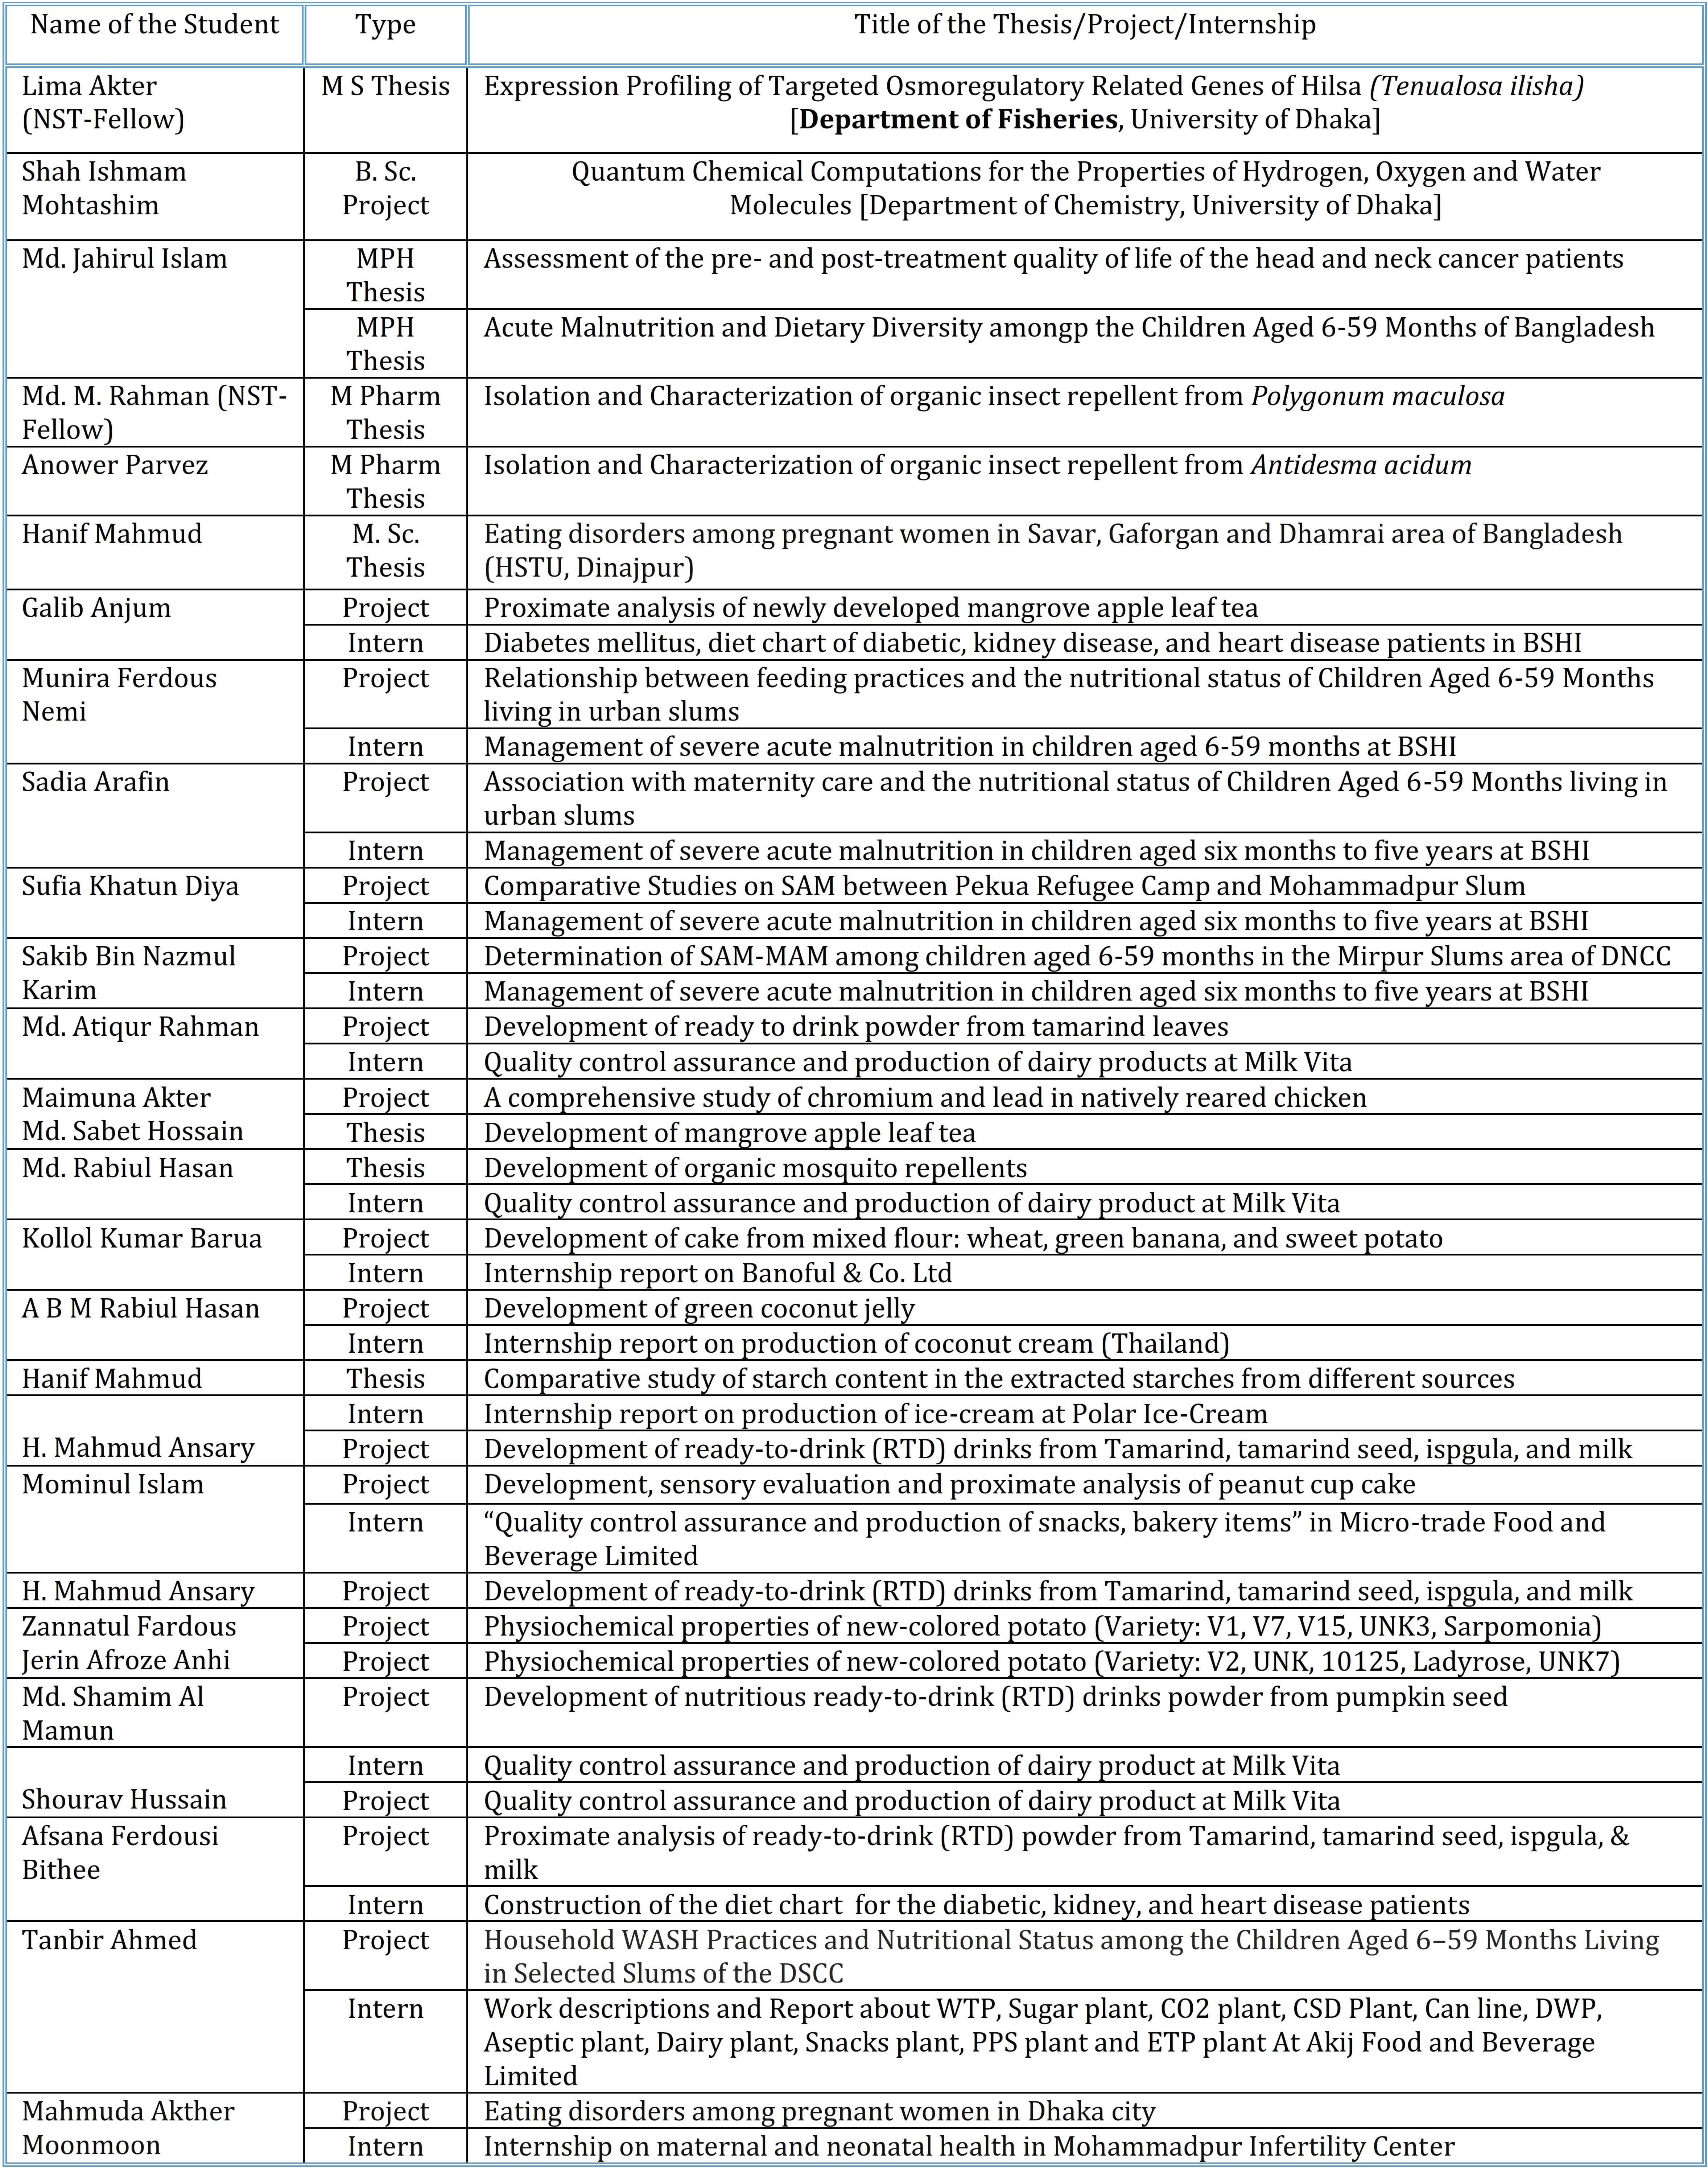 Name of the Student Type Title of the Thesis/Project/Internship
Lima Akter M S Thesis Expression Profiling of Targeted Osmoregulatory Related Genes of Hilsa (Tenualosa ilisha)
(NST-Fellow) [Department of Fisheries, University of Dhaka]
Shah Ishmam B. Sc. Quantum Chemical Computations for the Properties of Hydrogen, Oxygen and Water
Mohtashim Project Molecules [Department of Chemistry, University of Dhaka]
Md. Jahirul Islam MPH Assessment of the pre- and post-treatment quality of life of the head and neck cancer patients
Thesis
MPH Acute Malnutrition and Dietary Diversity amongp the Children Aged 6-59 Months of Bangladesh
Thesis
Md. M. Rahman (NST- M Pharm Isolation and Characterization of organic insect repellent from Polygonum maculosa
Fellow) Thesis
Anower Parvez M Pharm Isolation and Characterization of organic insect repellent from Antidesma acidum
Thesis
Hanif Mahmud M. Sc. Eating disorders among pregnant women in Savar, Gaforgan and Dhamrai area of Bangladesh
Thesis (HSTU, Dinajpur)
Galib Anjum Project Proximate analysis of newly developed mangrove apple leaf tea
Intern Diabetes mellitus, diet chart of diabetic, kidney disease, and heart disease patients in BSHI
Munira Ferdous Project Relationship between feeding practices and the nutritional status of Children Aged 6-59 Months
Nemi living in urban slums
Intern Management of severe acute malnutrition in children aged 6-59 months at BSHI
Sadia Arafin Project Association with maternity care and the nutritional status of Children Aged 6-59 Months living in
urban slums
Intern Management of severe acute malnutrition in children aged six months to five years at BSHI
Sufia Khatun Diya Project Comparative Studies on SAM between Pekua Refugee Camp and Mohammadpur Slum
Intern Management of severe acute malnutrition in children aged six months to five years at BSHI
Sakib Bin Nazmul Project Determination of SAM-MAM among children aged 6-59 months in the Mirpur Slums area of DNCC
Karim Intern Management of severe acute malnutrition in children aged six months to five years at BSHI
Md. Atiqur Rahman Project Development of ready to drink powder from tamarind leaves
Intern Quality control assurance and production of dairy products at Milk Vita
Maimuna Akter Project A comprehensive study of chromium and lead in natively reared chicken
Md. Sabet Hossain Thesis Development of mangrove apple leaf tea
Md. Rabiul Hasan Thesis Development of organic mosquito repellents
Intern Quality control assurance and production of dairy product at Milk Vita
Kollol Kumar Barua Project Development of cake from mixed flour: wheat, green banana, and sweet potato
Intern Internship report on Banoful & Co. Ltd
A B M Rabiul Hasan Project Development of green coconut jelly
Intern Internship report on production of coconut cream (Thailand)
Hanif Mahmud Thesis Comparative study of starch content in the extracted starches from different sources
Intern Internship report on production of ice-cream at Polar Ice-Cream
H. Mahmud Ansary Project Development of ready-to-drink (RTD) drinks from Tamarind, tamarind seed, ispgula, and milk
Mominul Islam Project Development, sensory evaluation and proximate analysis of peanut cup cake
Intern “Quality control assurance and production of snacks, bakery items” in Micro-trade Food and
Beverage Limited
H. Mahmud Ansary Project Development of ready-to-drink (RTD) drinks from Tamarind, tamarind seed, ispgula, and milk
Zannatul Fardous Project Physiochemical properties of new-colored potato (Variety: V1, V7, V15, UNK3, Sarpomonia)
Jerin Afroze Anhi Project Physiochemical properties of new-colored potato (Variety: V2, UNK, 10125, Ladyrose, UNK7)
Md. Shamim Al Project Development of nutritious ready-to-drink (RTD) drinks powder from pumpkin seed
Mamun
Intern Quality control assurance and production of dairy product at Milk Vita
Shourav Hussain Project Quality control assurance and production of dairy product at Milk Vita
Afsana Ferdousi Project Proximate analysis of ready-to-drink (RTD) powder from Tamarind, tamarind seed, ispgula, &
Bithee milk
Intern Construction of the diet chart for the diabetic, kidney, and heart disease patients
Tanbir Ahmed Project Household WASH Practices and Nutritional Status among the Children Aged 6–59 Months Living
in Selected Slums of the DSCC
Intern Work descriptions and Report about WTP, Sugar plant, CO2 plant, CSD Plant, Can line, DWP,
Aseptic plant, Dairy plant, Snacks plant, PPS plant and ETP plant At Akij Food and Beverage
Limited
Mahmuda Akther Project Eating disorders among pregnant women in Dhaka city
Moonmoon Intern Internship on maternal and neonatal health in Mohammadpur Infertility Center